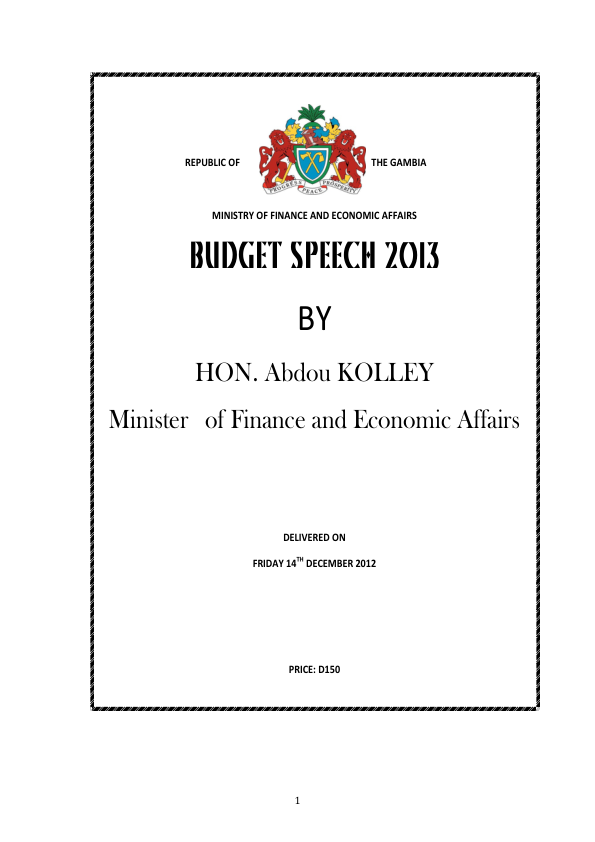 REPUBLIC OF THE GAMBIA
PROGRESS PEACE PROSPERITY
MINISTRY OF FINANCE AND ECONOMIC AFFAIRS
BUDGET SPEECH 2013
BY
HON. Abdou KOLLEY
Minister of Finance and Economic Affairs
DELIVERED ON
FRIDAY 14TH DECEMBER 2012
PRICE: D150
1